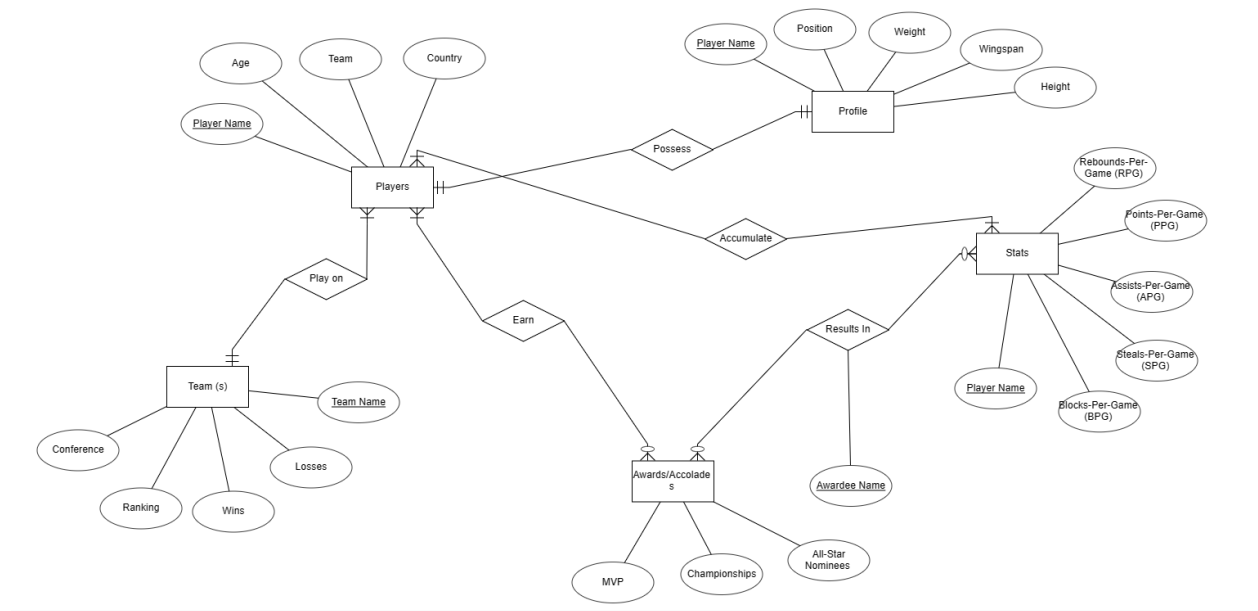 Age
Team
Country
Player Name
Players
Player Name
Position
Weight
Wingspan
Height
Profile
Possess
Accumulate
Rebounds-Per-
Game (RPG)
Points-Per-Game
(PPG)
Stats
Assists-Per-Game
(APG)
Steals-Per-Game
(SPG)
Blocks-Per-Game
(BPG)
Player Name
Play on
Earn
Results In
Team (s)
Team Name
Conference
Ranking
Wins
Losses
Awards/Accolade
s
Awardee Name
MVP
Championships
All-Star
Nominees